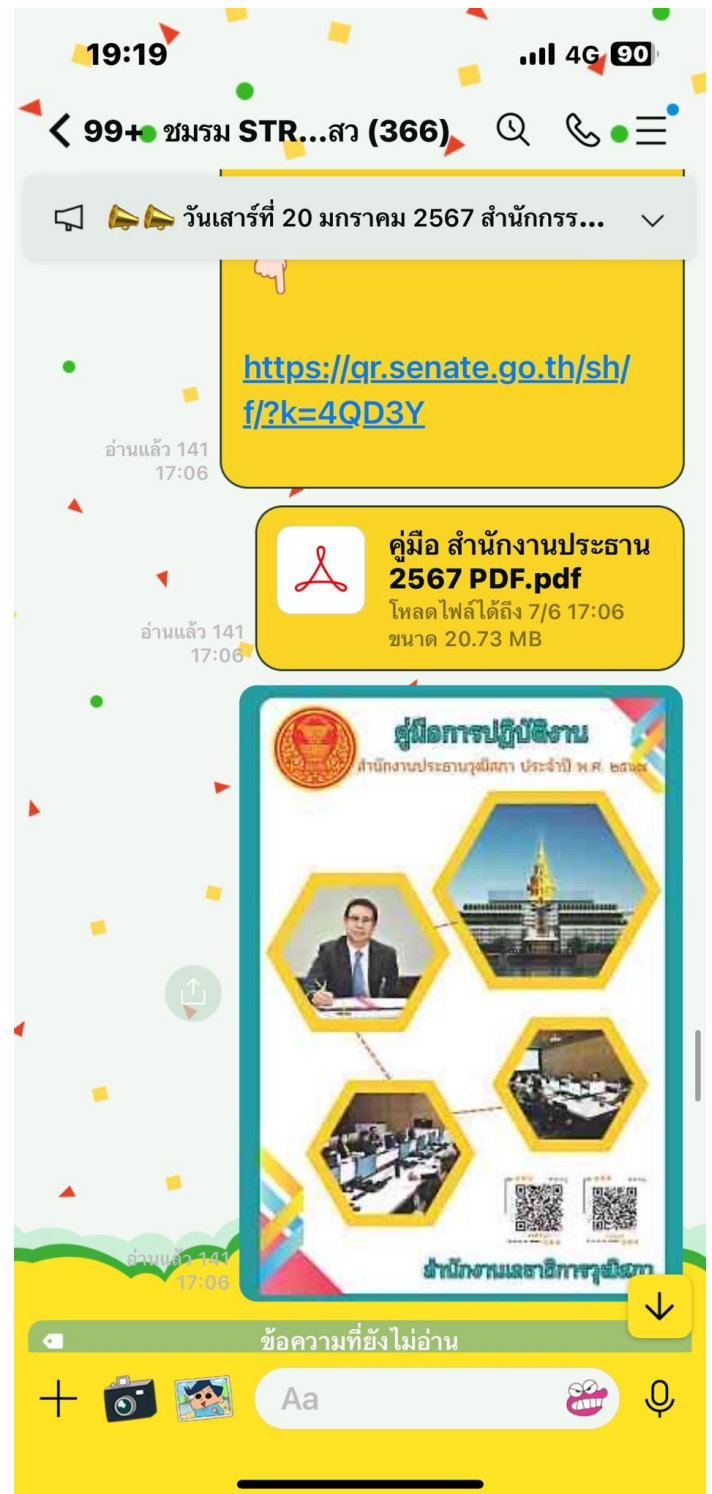 19:19
4G 90
99+ ชมรม STR...สว (366)
วันเสาร์ที่ 20 มกราคม 2567 สำนักกรร...
https://qr.senate.go.th/sh/
f/?k=4QD3Y
อ่านแล้ว 141
17:06
คู่มือ สำนักงานประธาน
2567 PDF.pdf
โหลดไฟล์ได้ถึง 7/6 17:06
ขนาด 20.73 MB
อ่านแล้ว 141
17:06
คู่มือการปฏิบัติงาน
สำนักงานประธานวุฒิสภา ประจำปี พ.ศ. ๒๕๖๗
สำนักงานเลขาธิการวุฒิสภา
อ่านแล้ว 141
17:06
ข้อความที่ยังไม่อ่าน
Aa